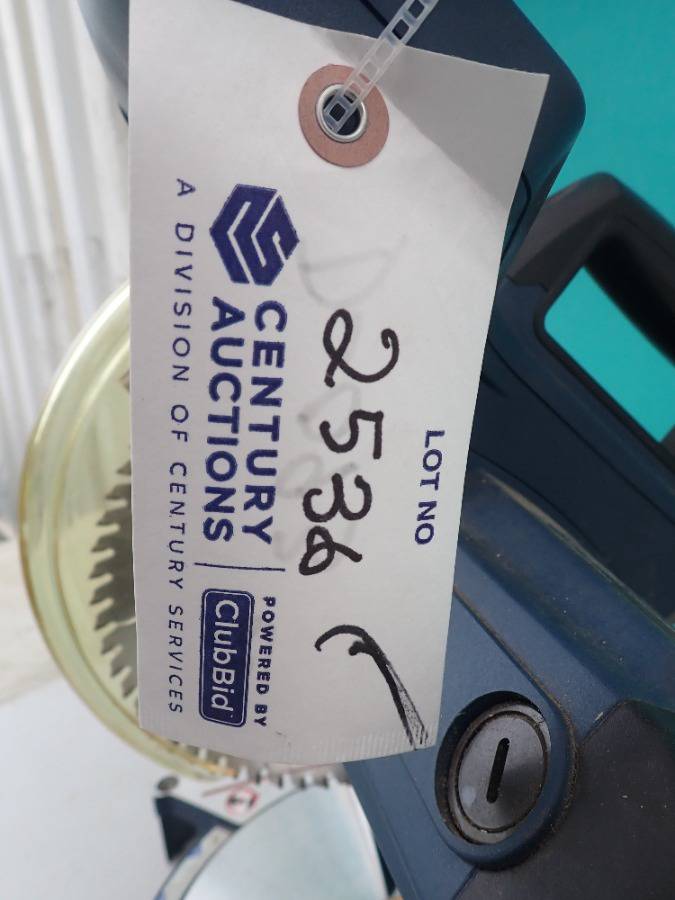 LOT NO
2536
CENTURY
AUCTIONS
POWERED BY
ClubBid
A DIVISION OF CENTURY SERVICES